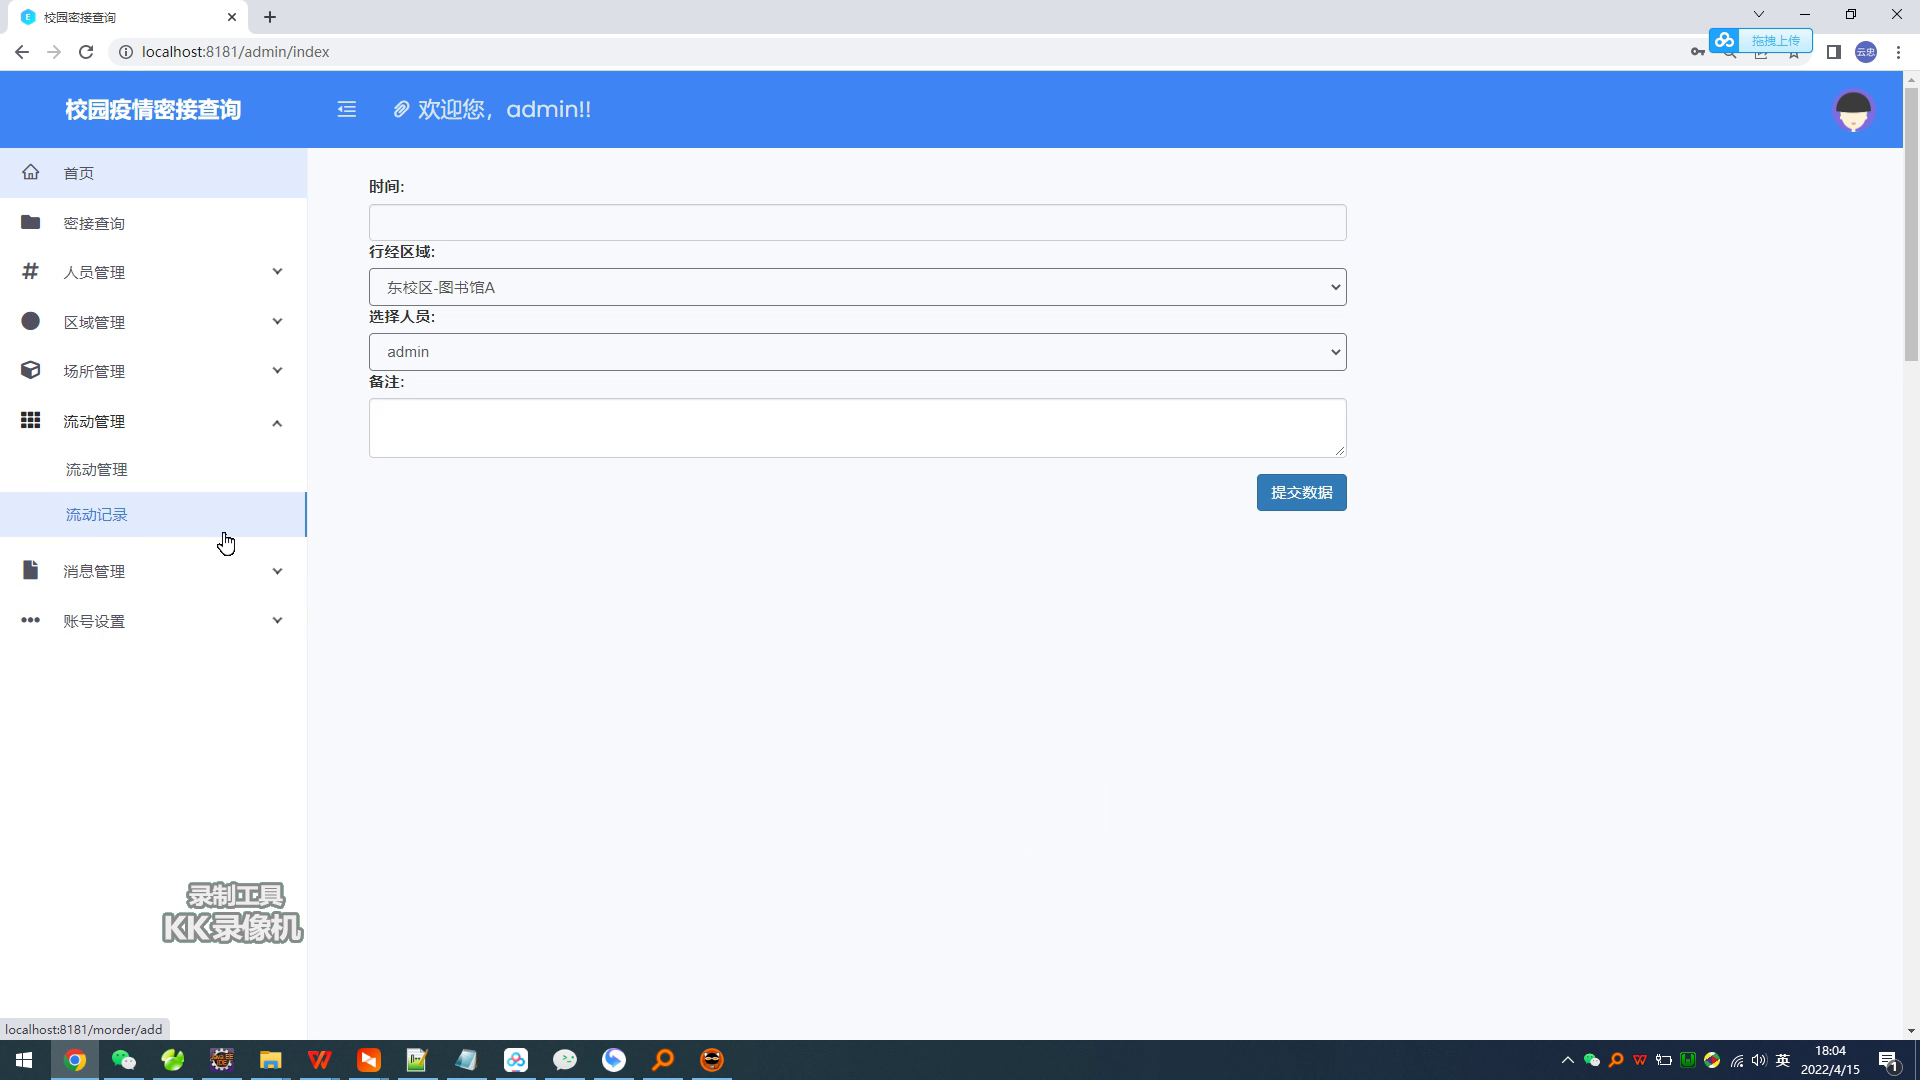 校园密接查询
localhost:8181/admin/index
拖拽上传
云忠
校园疫情密接查询
欢迎您，admin!!
首页
密接查询
人员管理
区域管理
场所管理
流动管理
流动管理
流动记录
消息管理
账号设置
时间:
行经区域:
东校区-图书馆A
选择人员:
admin
备注:
提交数据
录制工具
KK录像机
localhost:8181/morder/add
英
18:04
2022/4/15
1